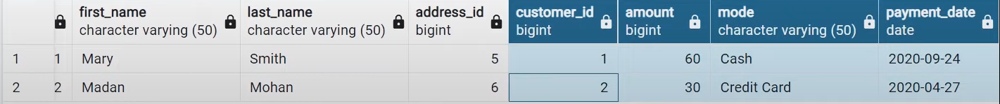 first_name last_name address_id customer_id amount mode payment_date
character varying (50) character varying (50) bigint bigint bigint character varying (50) date
1 1 Mary Smith 5 1 60 Cash 2020-09-24
2 2 Madan Mohan 6 2 30 Credit Card 2020-04-27